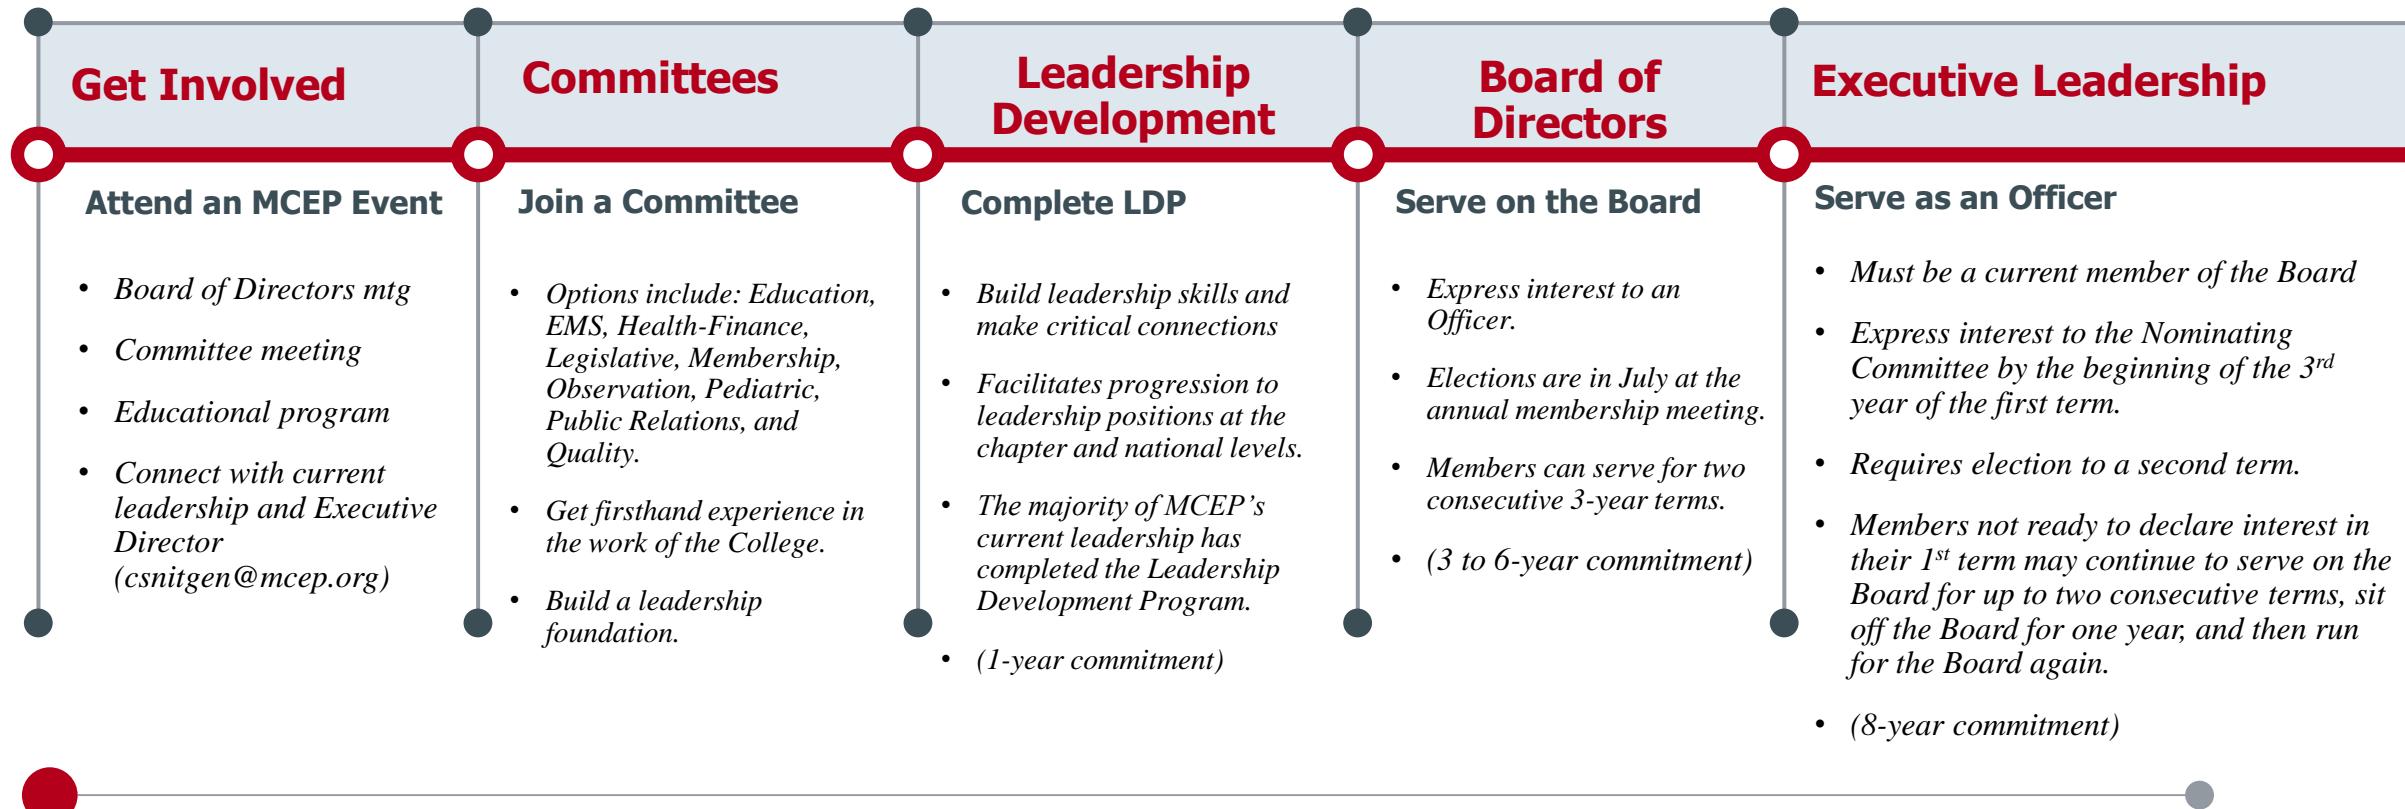 Get Involved
Attend an MCEP Event
• Board of Directors mtg
• Committee meeting
• Educational program
• Connect with current
leadership and Executive
Director
(csnitgen@mcep.org)
Committees
Join a Committee
• Options include: Education,
EMS, Health-Finance,
Legislative, Membership,
Observation, Pediatric,
Public Relations, and
Quality.
• Get firsthand experience in
the work of the College.
• Build a leadership
foundation.
Leadership
Development
Complete LDP
• Build leadership skills and
make critical connections
• Facilitates progression to
leadership positions at the
chapter and national levels.
• The majority of MCEP’s
current leadership has
completed the Leadership
Development Program.
• (1-year commitment)
Board of
Directors
Serve on the Board
• Express interest to an
Officer.
• Elections are in July at the
annual membership meeting.
• Members can serve for two
consecutive 3-year terms.
• (3 to 6-year commitment)
Executive Leadership
Serve as an Officer
• Must be a current member of the Board
• Express interest to the Nominating
Committee by the beginning of the 3rd
year of the first term.
• Requires election to a second term.
• Members not ready to declare interest in
their 1st term may continue to serve on the
Board for up to two consecutive terms, sit
off the Board for one year, and then run
for the Board again.
• (8-year commitment)